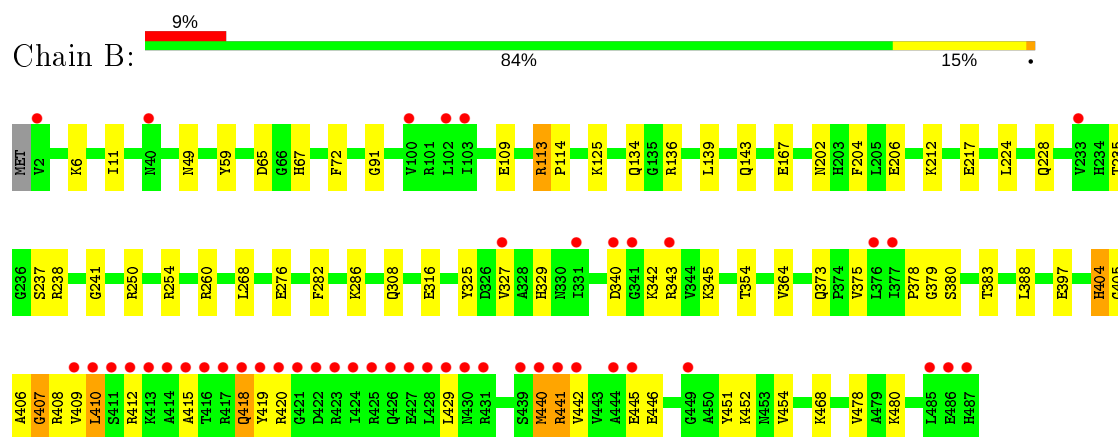 9%
Chain B:
84% 15% •
MET V2 K6 I11 N40 N49 Y59 D65 G66 H67 F72 G91 V100 R101 L102 I103 E109 R113 P114 K125 Q134 G135 R136 L139 Q143 E167 N202 H203 F204 L205 E206 K212 E217 L224 Q228 V233 H234 T235
G236 S237 R238 G241 R250 R254 R260 L268 E276 F282 K286 Q308 E316 Y325 D326 V327 A328 H329 N330 I331 D340 G341 K342 R343 V344 K345 T354 V364 Q373 P374 V375 L376 I377 P378 G379 S380 T383 L388 E397 H404
A406 G407 R408 V409 L410 S411 R412 K413 A414 A415 T416 R417 Q418 Y419 R420 G421 D422 R423 I424 R425 Q426 E427 L428 L429 N430 R431 S439 M440 R441 V442 V443 A444 E445 E446 G449 A450 Y451 K452 N453 V454 K468 V478 A479 K480 L485 E486 H487